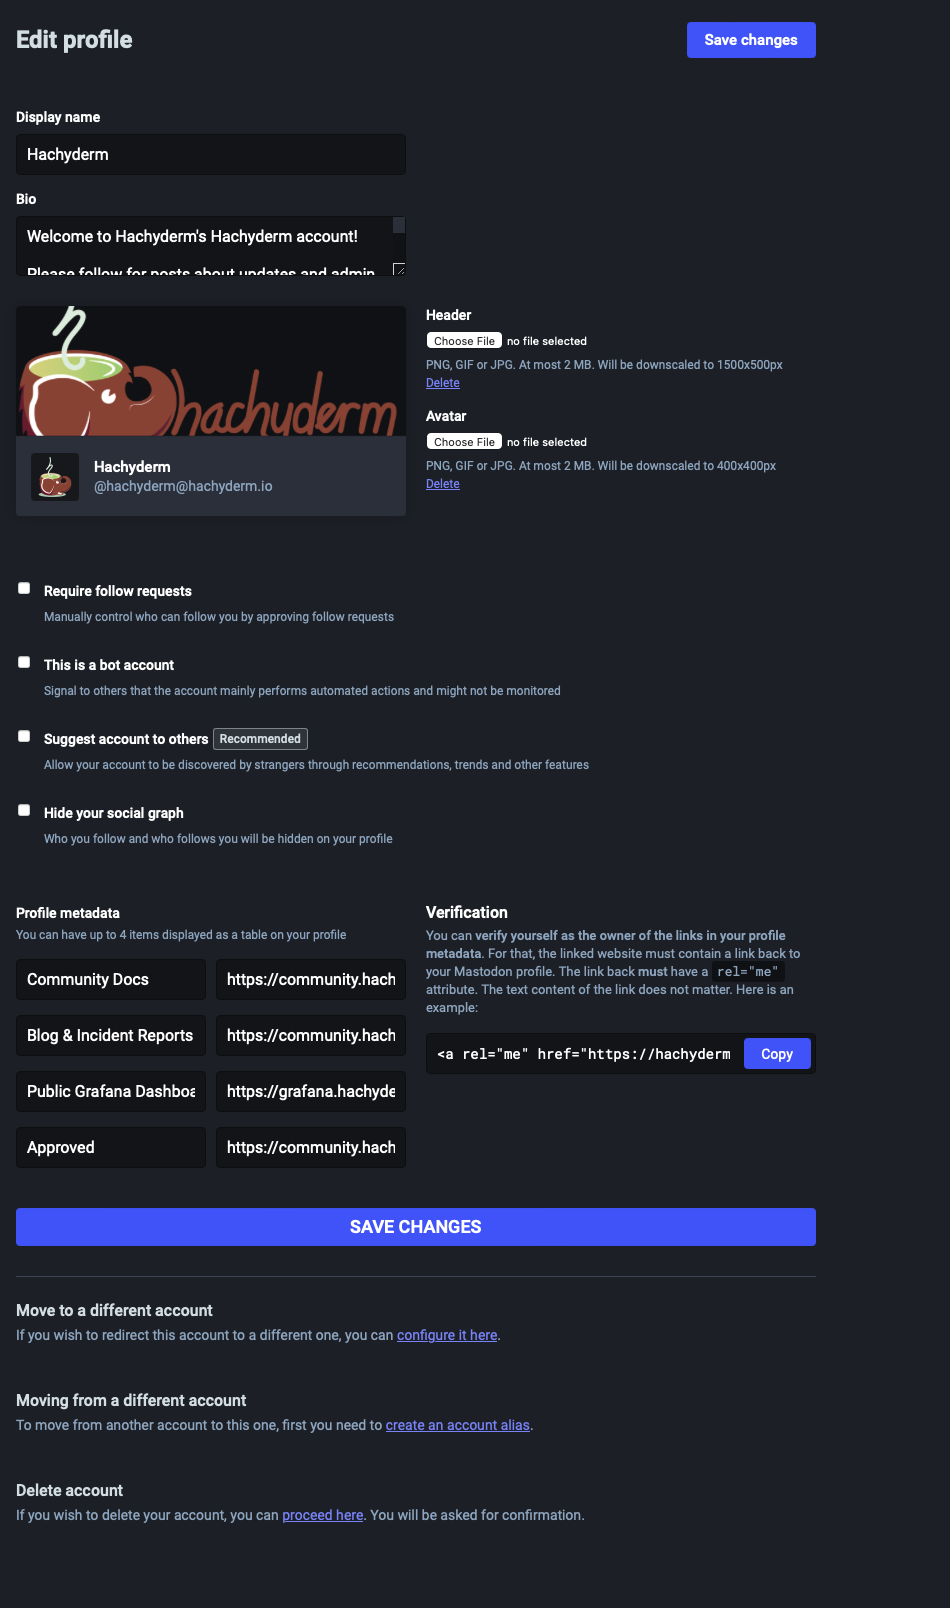 Edit profile
Save changes
Display name
Hachyderm
Bio
Welcome to Hachyderm's Hachyderm account!
Please follow for posts about updates and admin
hachyderm
Hachyderm
@hachyderm@hachyderm.io
Header
Choose File no file selected
PNG, GIF or JPG. At most 2 MB. Will be downscaled to 1500x500px
Delete
Avatar
Choose File no file selected
PNG, GIF or JPG. At most 2 MB. Will be downscaled to 400x400px
Delete
Require follow requests
Manually control who can follow you by approving follow requests
This is a bot account
Signal to others that the account mainly performs automated actions and might not be monitored
Suggest account to others Recommended
Allow your account to be discovered by strangers through recommendations, trends and other features
Hide your social graph
Who you follow and who follows you will be hidden on your profile
Profile metadata
You can have up to 4 items displayed as a table on your profile
Community Docs https://community.hach
Blog & Incident Reports https://community.hach
Public Grafana Dashboa https://grafana.hachyde
Approved https://community.hach
Verification
You can verify yourself as the owner of the links in your profile
metadata. For that, the linked website must contain a link back to
your Mastodon profile. The link back must have a rel="me"
attribute. The text content of the link does not matter. Here is an
example:
<a rel="me" href="https://hachyderm
Copy
SAVE CHANGES
Move to a different account
If you wish to redirect this account to a different one, you can configure it here.
Moving from a different account
To move from another account to this one, first you need to create an account alias.
Delete account
If you wish to delete your account, you can proceed here. You will be asked for confirmation.